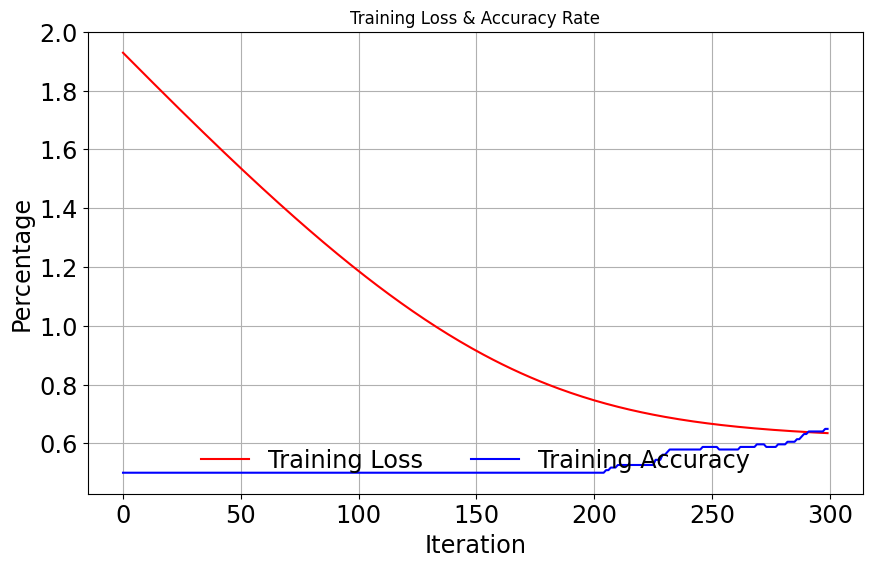 Training Loss & Accuracy Rate
2.0
1.8
1.6
1.4
1.2
1.0
0.8
0.6
Percentage
Training Loss Training Accuracy
0 50 100 150 200 250 300
Iteration